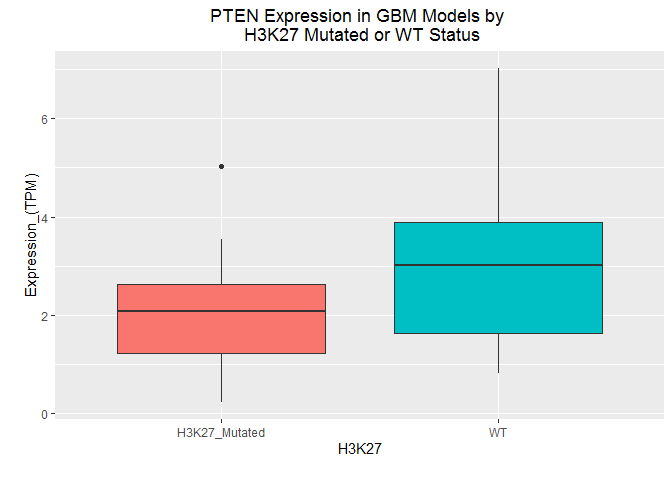 PTEN Expression in GBM Models by
H3K27 Mutated or WT Status
Expression_(TPM)
6
4
2
0
H3K27_Mutated
WT
H3K27